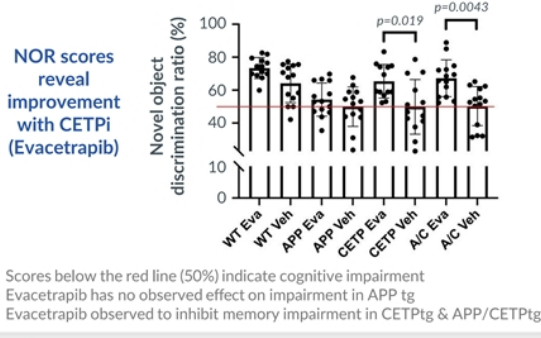 NOR scores
reveal
improvement
with CETPi
(Evacetrapib)
Novel object
discrimination ratio (%)
100
80
60
40
10
0
p=0.019
p=0.0043
WT Eva
WT Veh
APP Eva
APP Veh
CETP Eva
CETP Veh
A/C Eva
A/C Veh
Scores below the red line (50%) indicate cognitive impairment
Evacetrapib has no observed effect on impairment in APP tg
Evacetrapib observed to inhibit memory impairment in CETPtg & APP/CETPtg